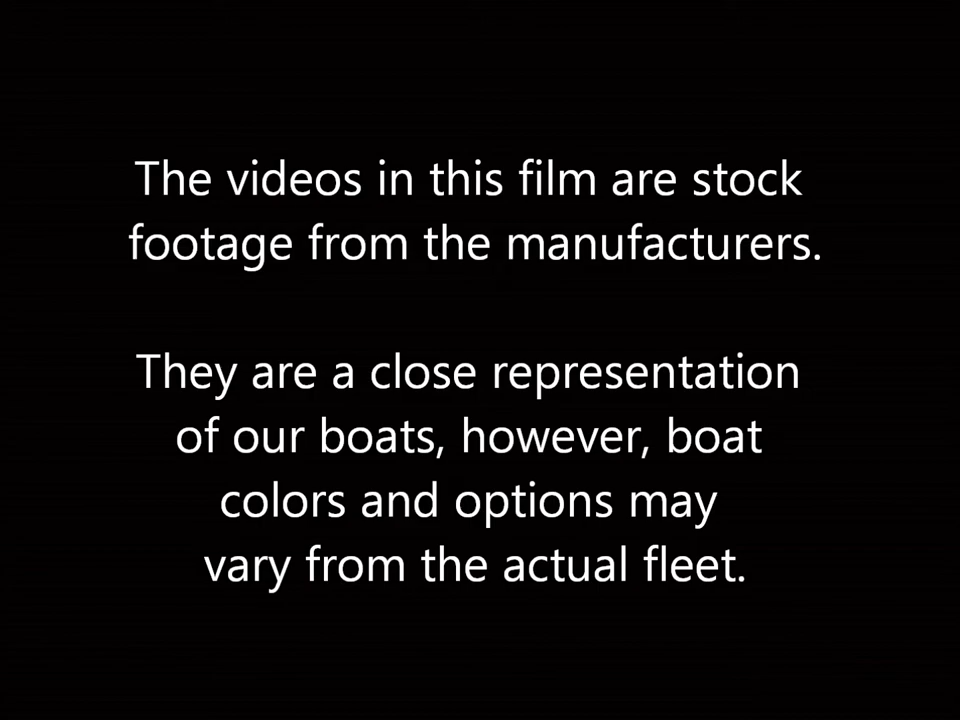 The videos in this film are stock
footage from the manufacturers.
They are a close representation
of our boats, however, boat
colors and options may
vary from the actual fleet.